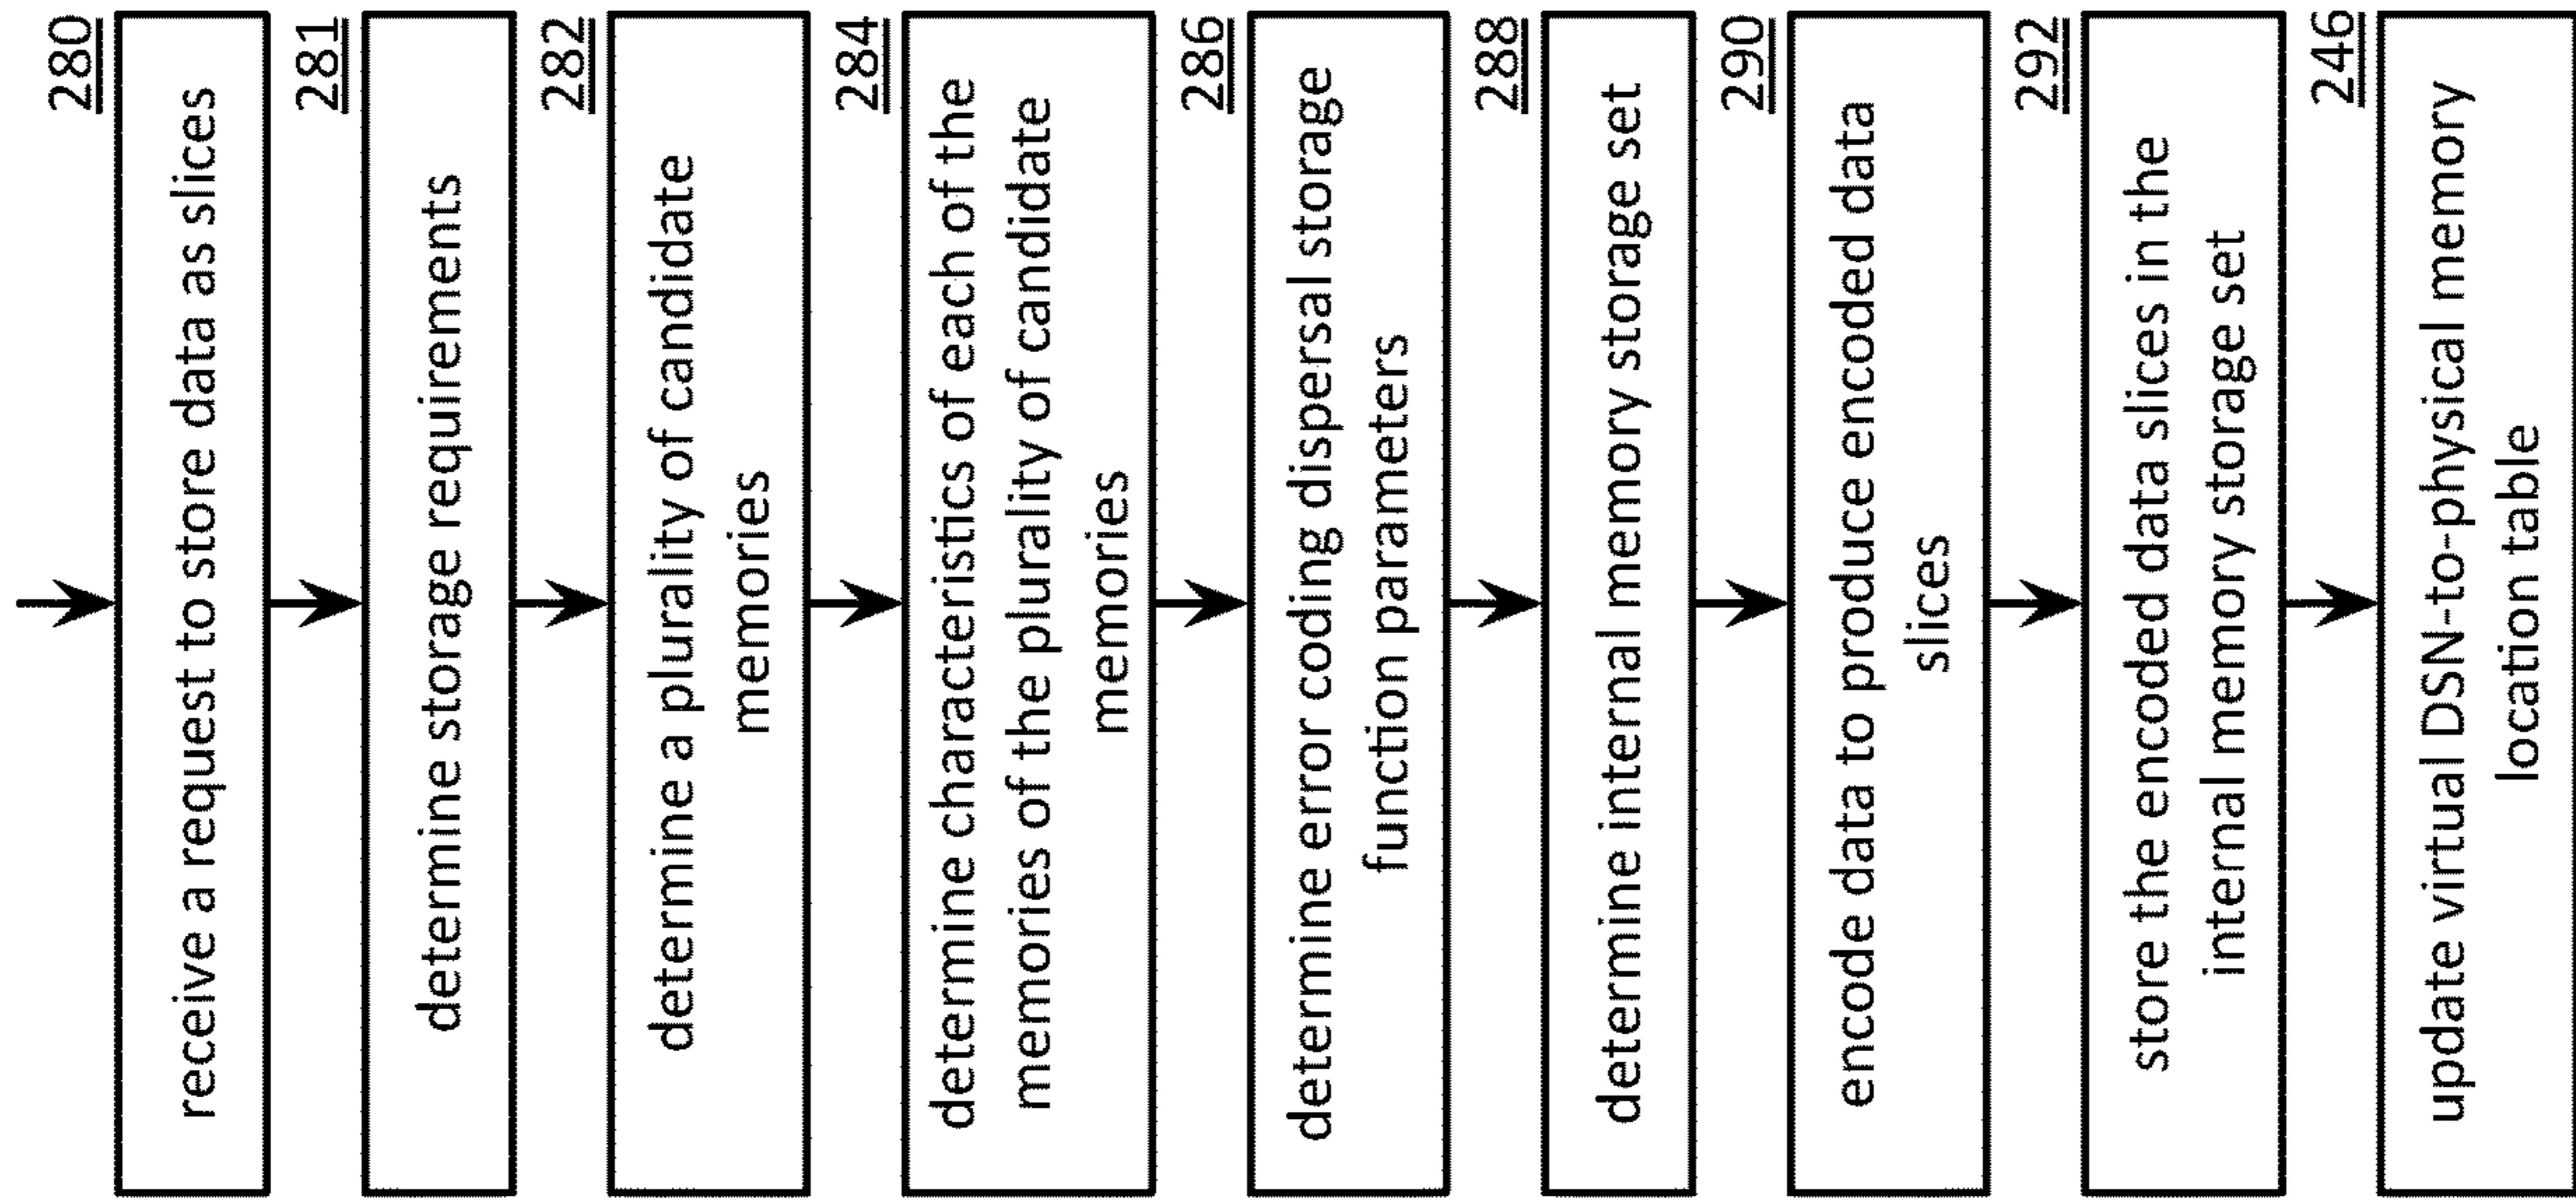 280
receive a request to store data as slices
281
determine storage requirements
282
determine a plurality of candidate
memories
284
determine characteristics of each of the
memories of the plurality of candidate
memories
286
determine error coding dispersal storage
function parameters
288
determine internal memory storage set
290
encode data to produce encoded data
slices
292
store the encoded data slices in the
internal memory storage set
246
update virtual DSN-to-physical memory
location table